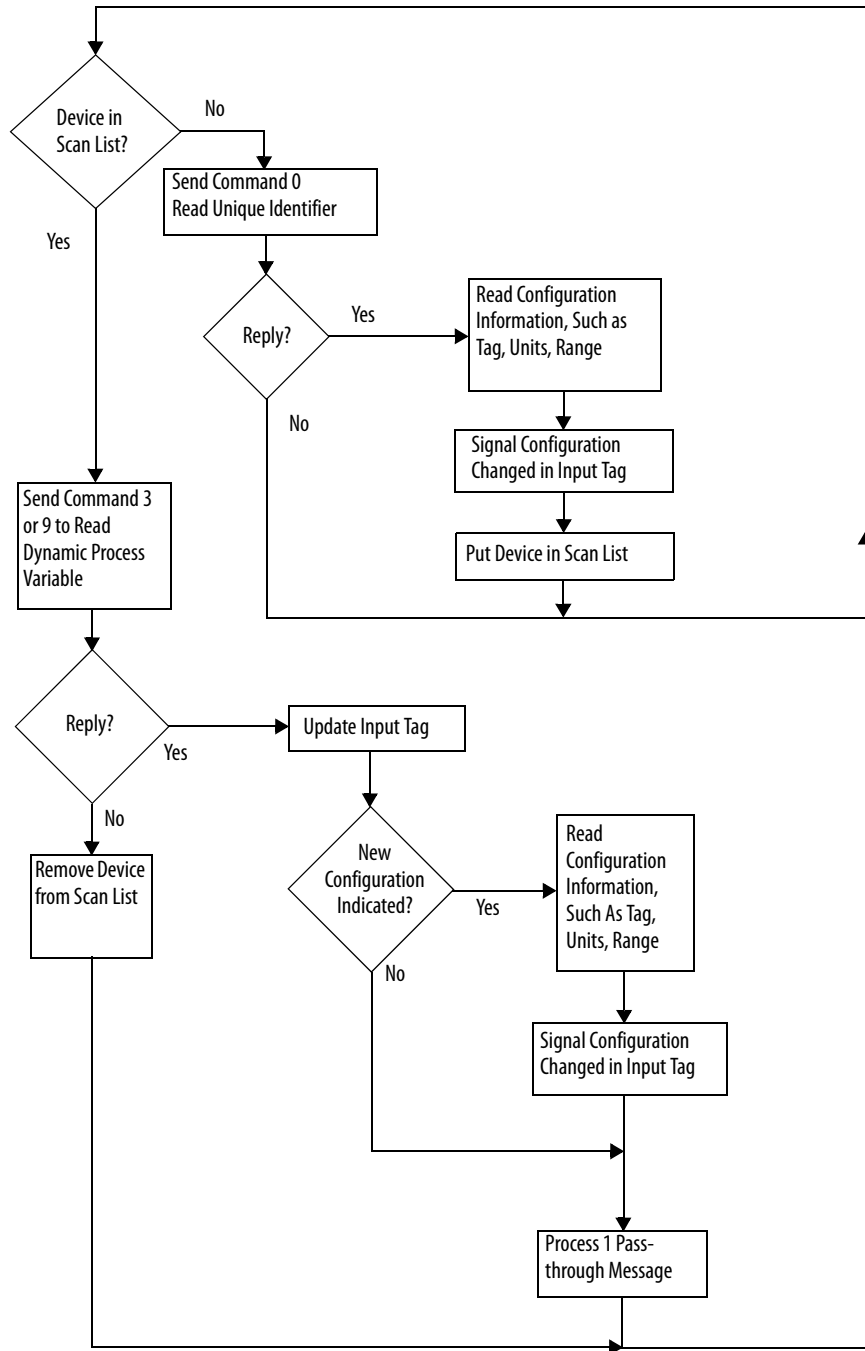 Device in
Scan List?
No
Send Command 0
Read Unique Identifier
Yes
Reply?
Yes
Read Configuration
Information, Such as
Tag, Units, Range
No
Signal Configuration
Changed in Input Tag
Put Device in Scan List
Send Command 3
or 9 to Read
Dynamic Process
Variable
Reply?
Yes
Update Input Tag
No
Remove Device
from Scan List
New
Configuration
Indicated?
Yes
Read
Configuration
Information,
Such As Tag,
Units, Range
No
Signal Configuration
Changed in Input Tag
Process 1 Pass-
through Message